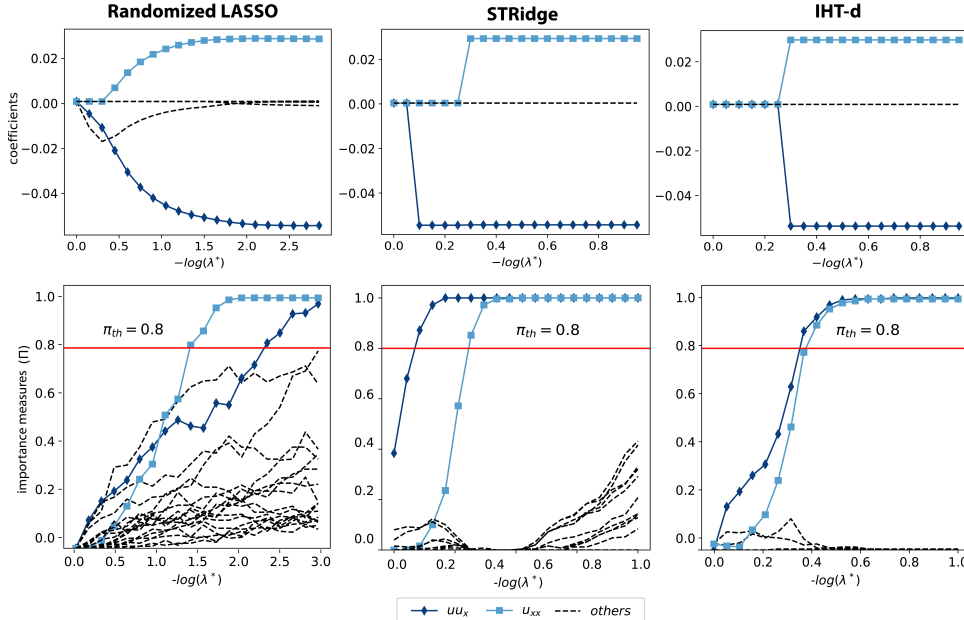 Randomized LASSO
STRidge
IHT-d
coefficients
0.02
0.00
−0.02
−0.04
0.0 0.5 1.0 1.5 2.0 2.5
−log(λ*)
0.02
0.00
−0.02
−0.04
0.0 0.2 0.4 0.6 0.8
−log(λ*)
0.02
0.00
−0.02
−0.04
0.0 0.2 0.4 0.6 0.8
−log(λ*)
importance measures (Π)
1.0
0.8
0.6
0.4
0.2
0.0
π_th = 0.8
0.0 0.5 1.0 1.5 2.0 2.5 3.0
-log(λ*)
1.0
0.8
0.6
0.4
0.2
0.0
π_th = 0.8
0.0 0.2 0.4 0.6 0.8 1.0
-log(λ*)
1.0
0.8
0.6
0.4
0.2
0.0
π_th = 0.8
0.0 0.2 0.4 0.6 0.8 1.0
-log(λ*)
uu_x u_xx others